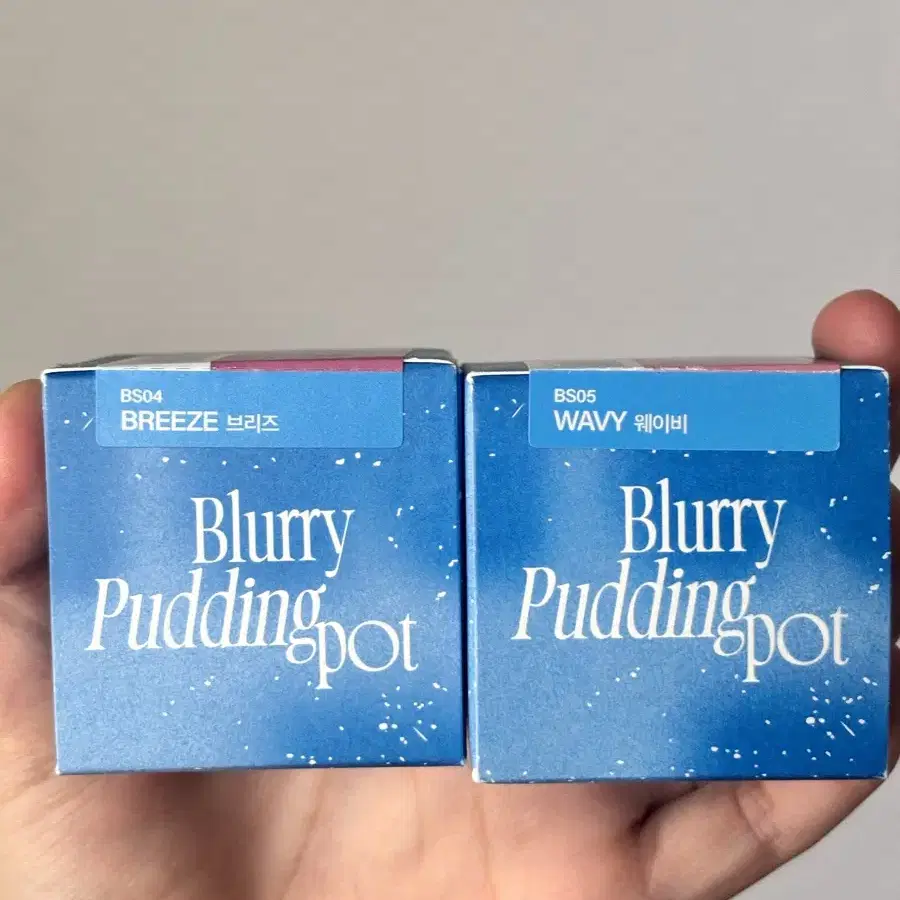 BS04
BREEZE 브리즈
Blurry
Pudding
pot
BS05
WAVY 웨이비
Blurry
Pudding
pot